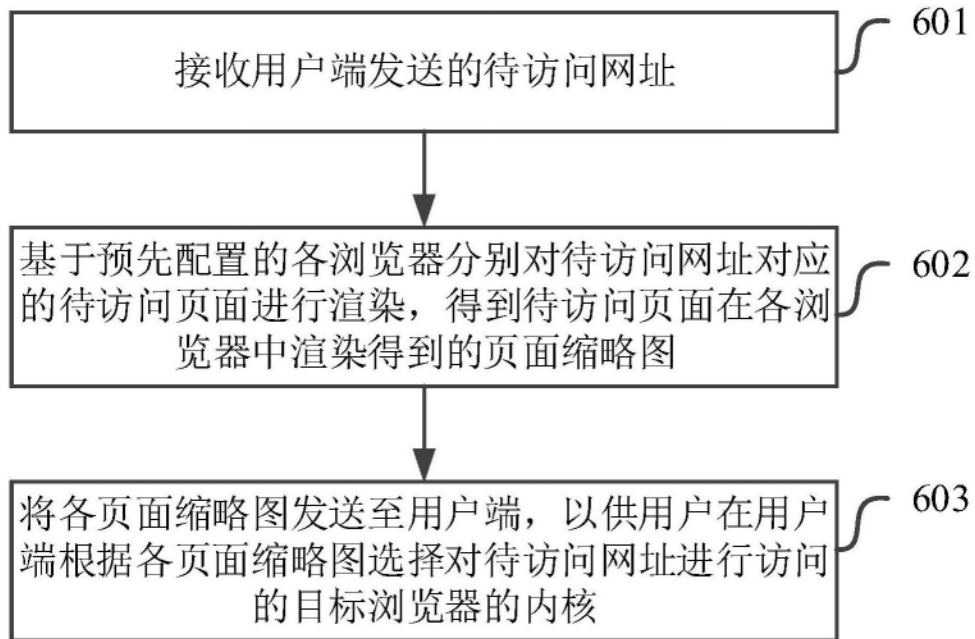 601
接收用户端发送的待访问网址
602
基于预先配置的各浏览器分别对待访问网址对应
的待访问页面进行渲染，得到待访问页面在各浏
览器中渲染得到的页面缩略图
603
将各页面缩略图发送至用户端，以供用户在用户
端根据各页面缩略图选择对待访问网址进行访问
的目标浏览器的内核